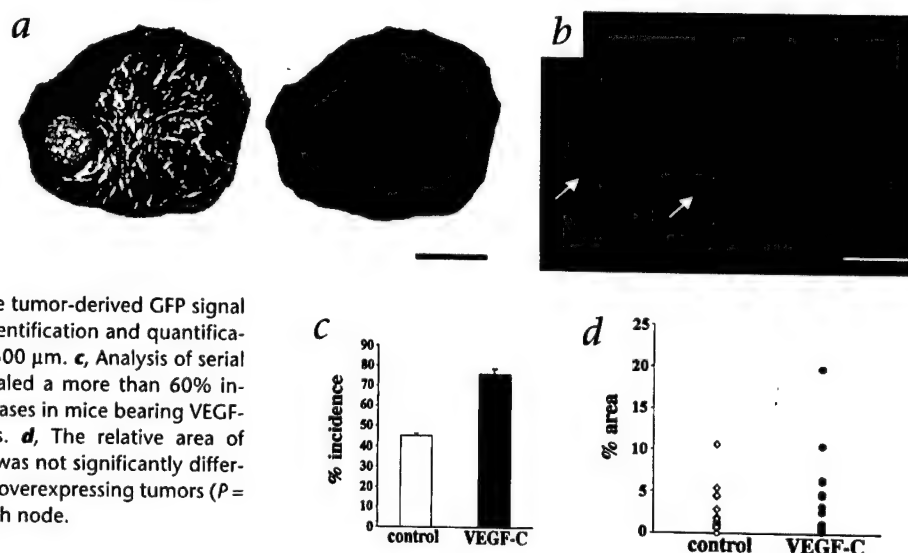 a
b
e tumor-derived GFP signal
entification and quantifica-
500 µm. c, Analysis of serial
aled a more than 60% in-
ases in mice bearing VEGF-
s. d, The relative area of
was not significantly differ-
overexpressing tumors (P =
h node.
c
% incidence
90
80
70
60
50
40
30
20
10
0
control VEGF-C
d
% area
25
20
15
10
5
0
control VEGF-C